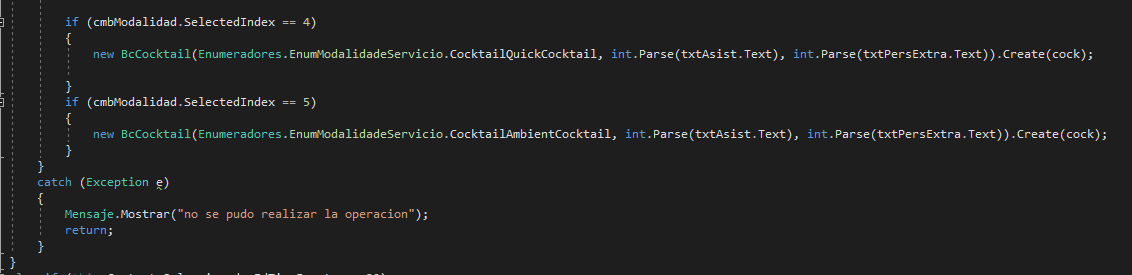 if (cmbModalidad.SelectedIndex == 4)
{
new BcCocktail(Enumeradores.EnumModalidadeServicio.CocktailQuickCocktail, int.Parse(txtAsist.Text), int.Parse(txtPersExtra.Text)).Create(cock);
}
if (cmbModalidad.SelectedIndex == 5)
{
new BcCocktail(Enumeradores.EnumModalidadeServicio.CocktailAmbientCocktail, int.Parse(txtAsist.Text), int.Parse(txtPersExtra.Text)).Create(cock);
}
}
catch (Exception e)
{
Mensaje.Mostrar("no se pudo realizar la operacion");
return;
}
}